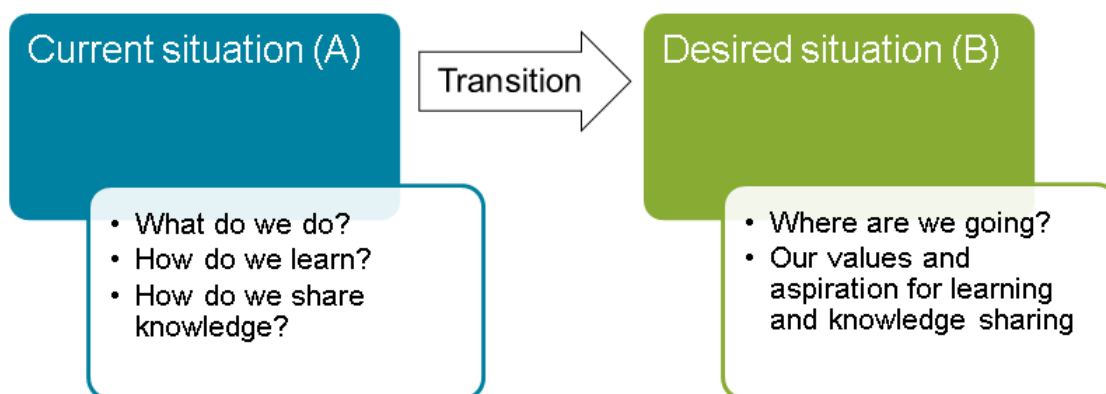 Current situation (A)
Transition
Desired situation (B)
• What do we do?
• How do we learn?
• How do we share
knowledge?
• Where are we going?
• Our values and
aspiration for learning
and knowledge sharing